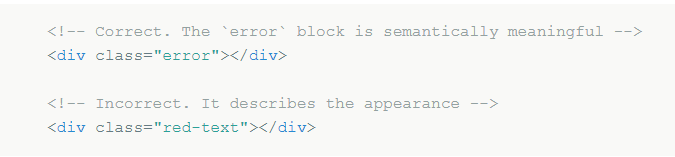 <!-- Correct. The `error` block is semantically meaningful -->
<div class="error"></div>
<!-- Incorrect. It describes the appearance -->
<div class="red-text"></div>